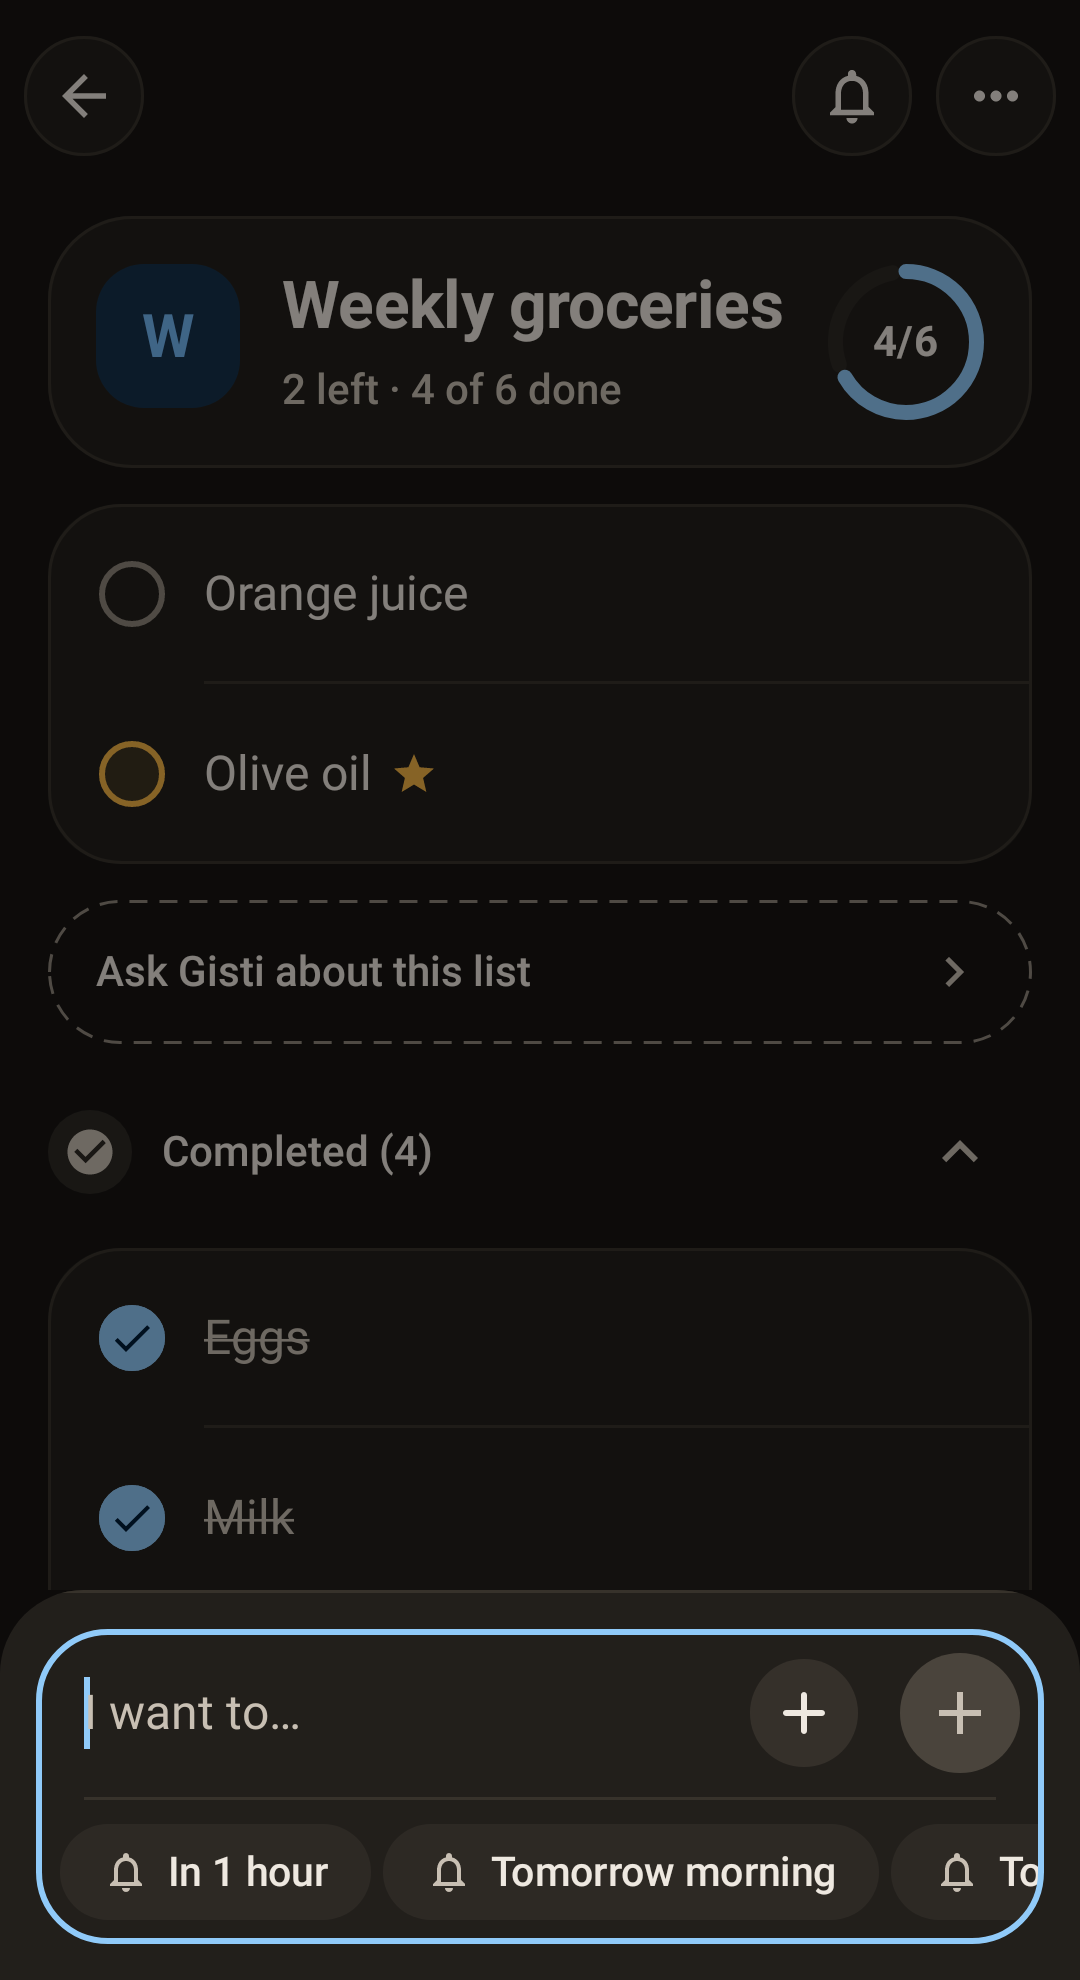 W
Weekly groceries
2 left · 4 of 6 done
4/6
Orange juice
Olive oil
Ask Gisti about this list
Completed (4)
Eggs
Milk
I want to...
In 1 hour
Tomorrow morning
To